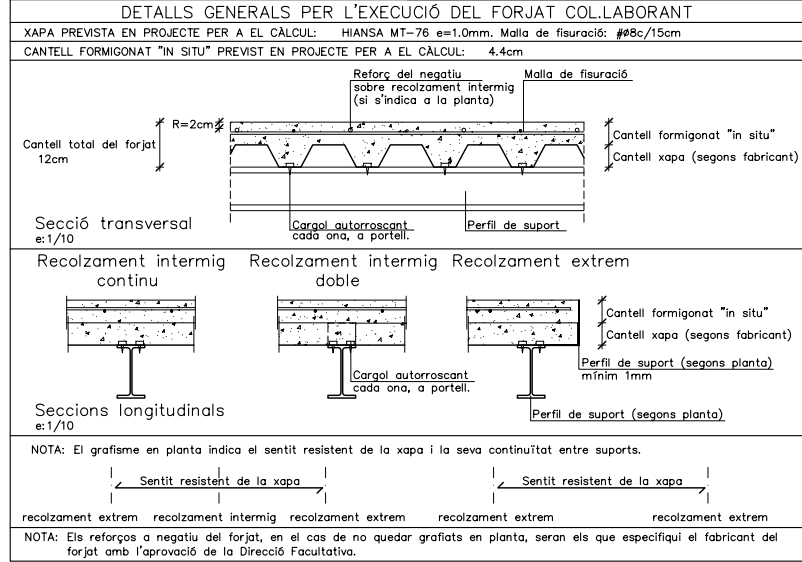 DETALLS GENERALS PER L'EXECUCIÓ DEL FORJAT COL.LABORANT
XAPA PREVISTA EN PROJECTE PER A EL CÀLCUL: HIANSA MT-76 e=1.0mm. Malla de fisuració: #ø8c/15cm
CANTELL FORMIGONAT "IN SITU" PREVIST EN PROJECTE PER A EL CÀLCUL: 4.4cm
Reforç del negatiu
sobre recolzament intermig
(si s'indica a la planta)
Malla de fisuració
R=2cm
Cantell total del forjat
12cm
Cantell formigonat "in situ"
Cantell xapa (segons fabricant)
Secció transversal
e:1/10
Cargol autorroscant
cada ona, a portell.
Perfil de suport
Recolzament intermig
continu
Recolzament intermig
doble
Recolzament extrem
Cantell formigonat "in situ"
Cantell xapa (segons fabricant)
Perfil de suport (segons planta)
mínim 1mm
Cargol autorroscant
cada ona, a portell.
Seccions longitudinals
e:1/10
Perfil de suport (segons planta)
NOTA: El grafisme en planta indica el sentit resistent de la xapa i la seva continuïtat entre suports.
Sentit resistent de la xapa
Sentit resistent de la xapa
recolzament extrem recolzament intermig recolzament extrem recolzament extrem recolzament extrem
NOTA: Els reforços a negatiu del forjat, en el cas de no quedar grafiats en planta, seran els que especifiqui el fabricant del
forjat amb l'aprovació de la Direcció Facultativa.